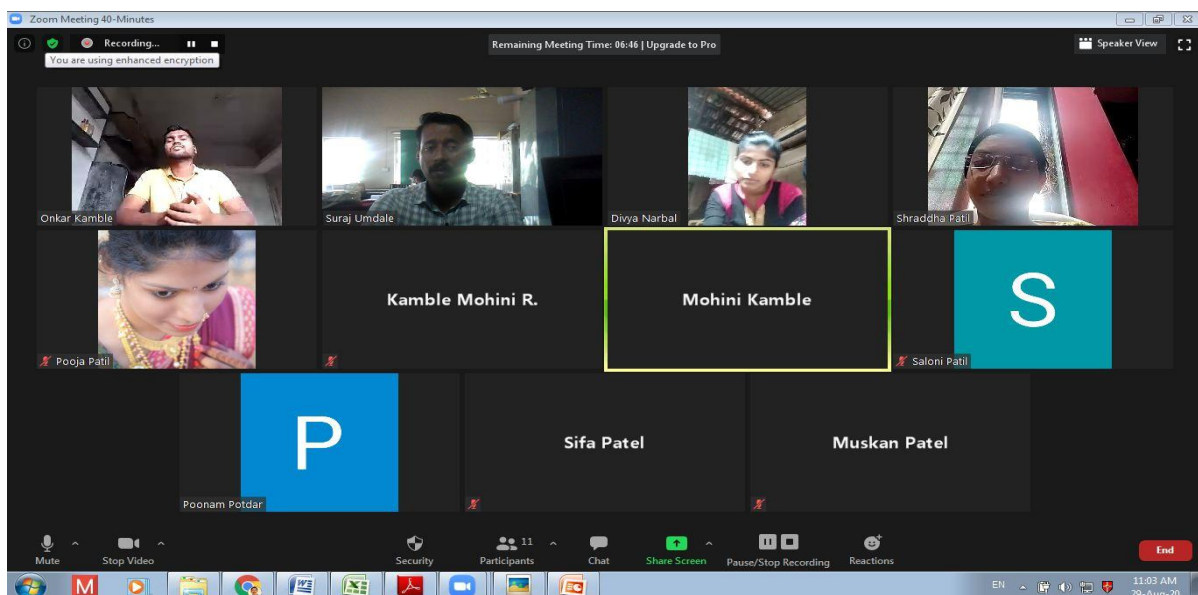 Zoom Meeting 40-Minutes
Recording...
Remaining Meeting Time: 06:46 | Upgrade to Pro
Speaker View
You are using enhanced encryption
Onkar Kamble
Suraj Umdale
Divya Narbal
Shraddha Patil
Pooja Patil
Kamble Mohini R.
Mohini Kamble
S
Saloni Patil
P
Poonam Potdar
Sifa Patel
Muskan Patel
Mute
Stop Video
Security
Participants
11
Chat
Share Screen
Pause/Stop Recording
Reactions
End
M
W
EN
11:03 AM
29-Aug-20